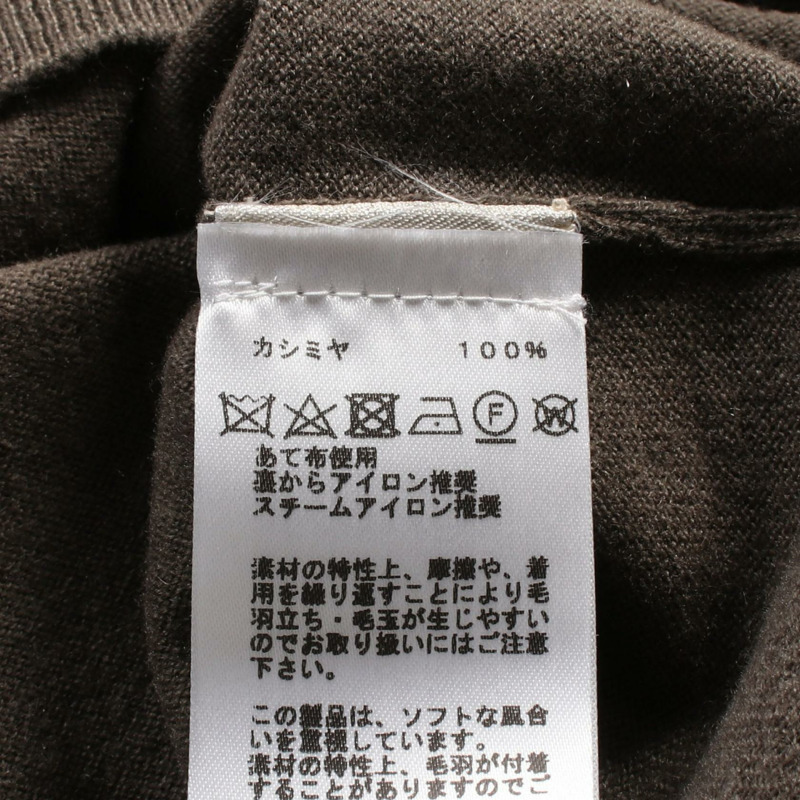 カシミヤ 100%
F W
あて布使用
裏からアイロン推奨
スチームアイロン推奨
素材の特性上、摩擦や、着
用を繰り返すことにより毛
羽立ち・毛玉が生じやすい
のでお取り扱いにはご注意
下さい。
この製品は、ソフトな風合
いを重視しています。
素材の特性上、毛羽が付着
することがありますのでご